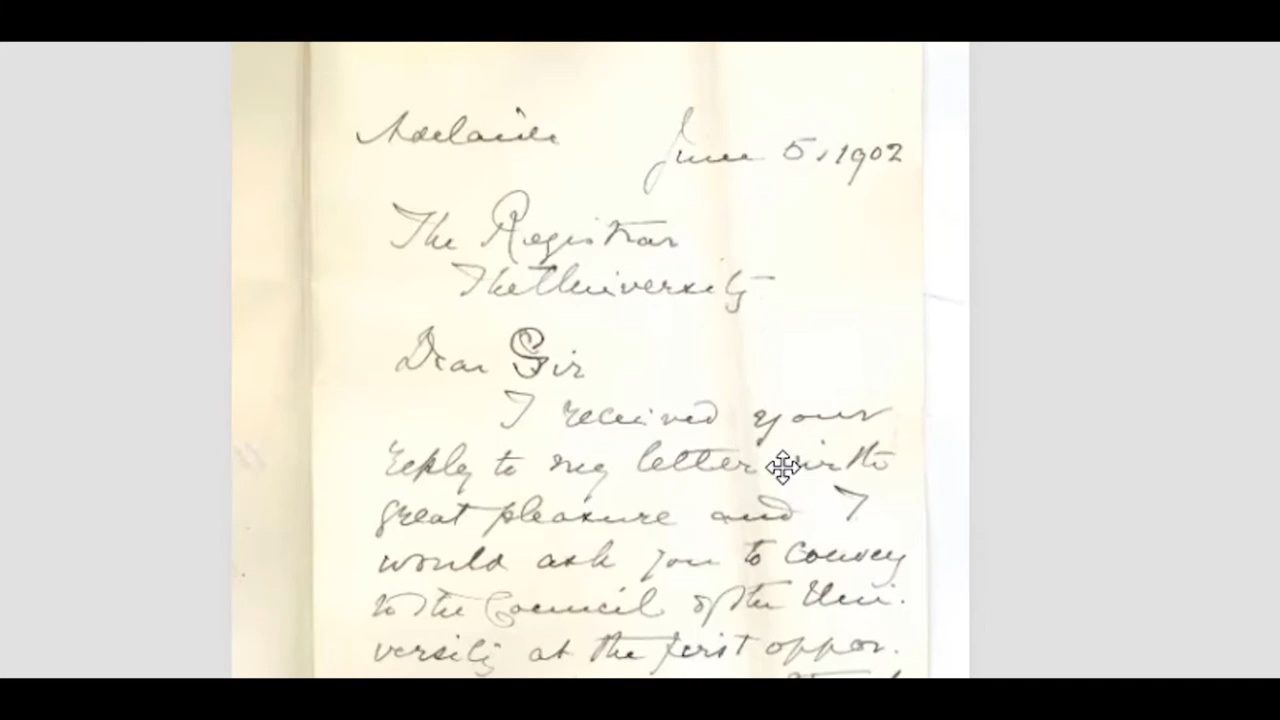 Adelaide June 5, 1902
The Registrar
The University
Dear Sir
I received your
reply to my letter with
great pleasure and I
would ask you to convey
to the Council of the Uni-
versity at the first oppor-